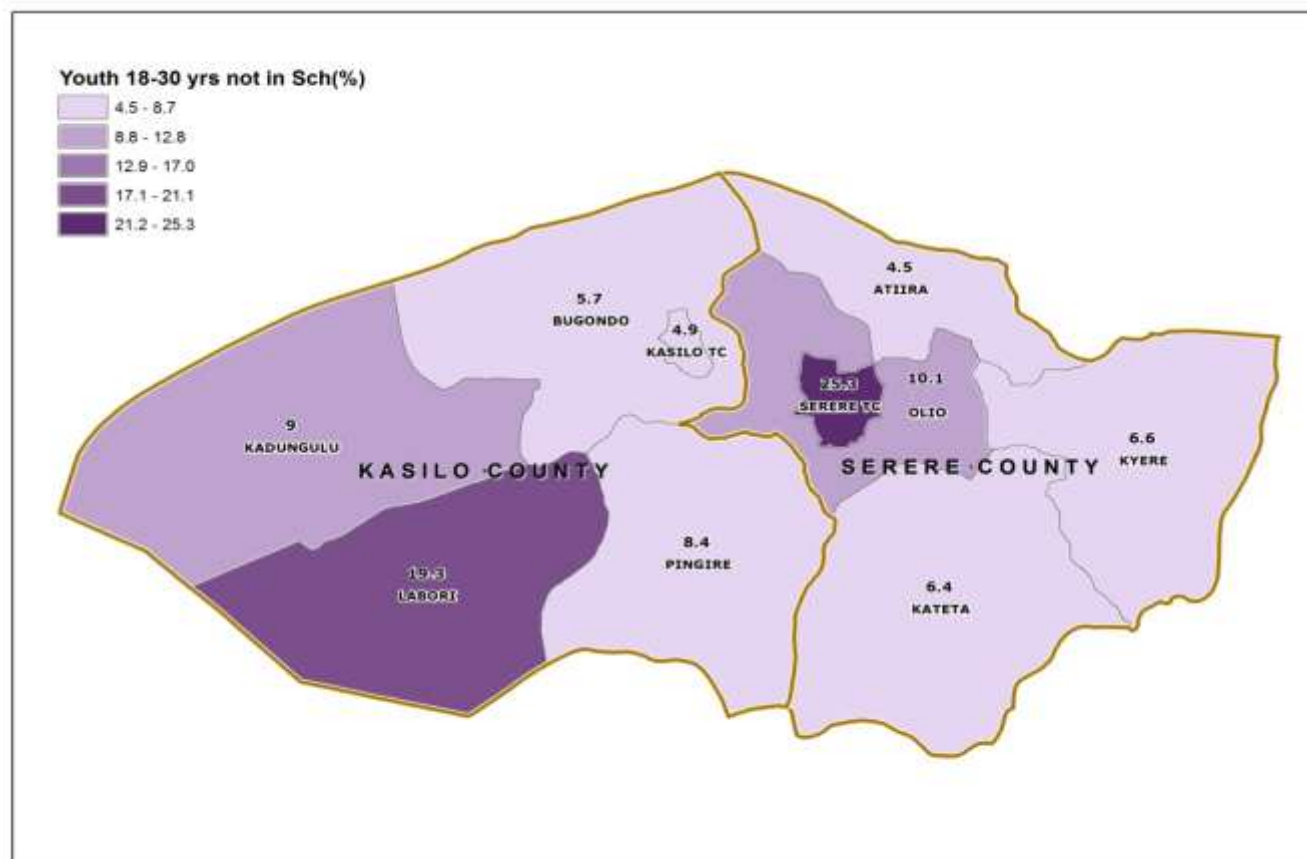 Youth 18-30 yrs not in Sch(%)
4.5 - 8.7
8.8 - 12.8
12.9 - 17.0
17.1 - 21.1
21.2 - 25.3
4.5
ATIIRA
5.7
BUGONDO
4.9
KASILO TC
25.3
SERERE TC
10.1
OLIO
9
KADUNGULU
6.6
KYERE
KASILO COUNTY
SERERE COUNTY
8.4
PINGIRE
19.3
LABORI
6.4
KATETA